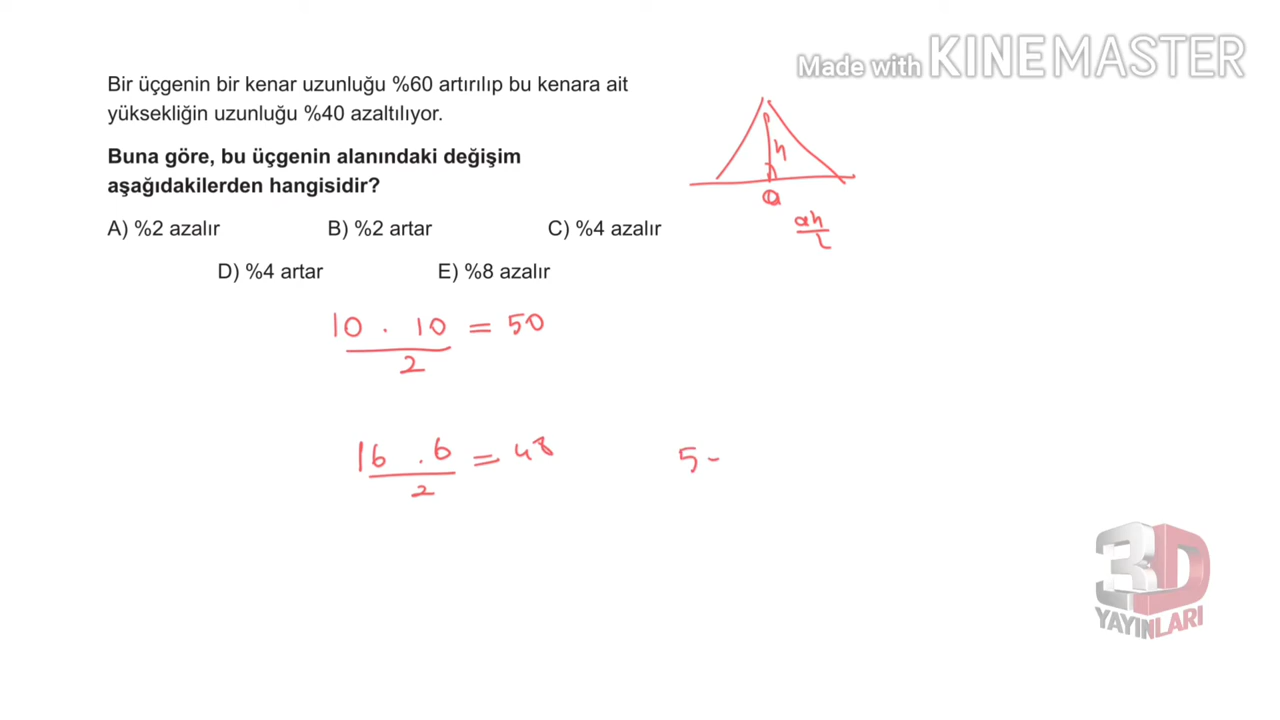 Made with KINEMASTER
Bir üçgenin bir kenar uzunluğu %60 artırılıp bu kenara ait
yüksekliğin uzunluğu %40 azaltılıyor.
Buna göre, bu üçgenin alanındaki değişim
aşağıdakilerden hangisidir?
A) %2 azalır B) %2 artar C) %4 azalır
D) %4 artar E) %8 azalır
h
a
ah
2
10 . 10 = 50
2
16 . 6 = 48
2
5 -
3D
YAYINLARI